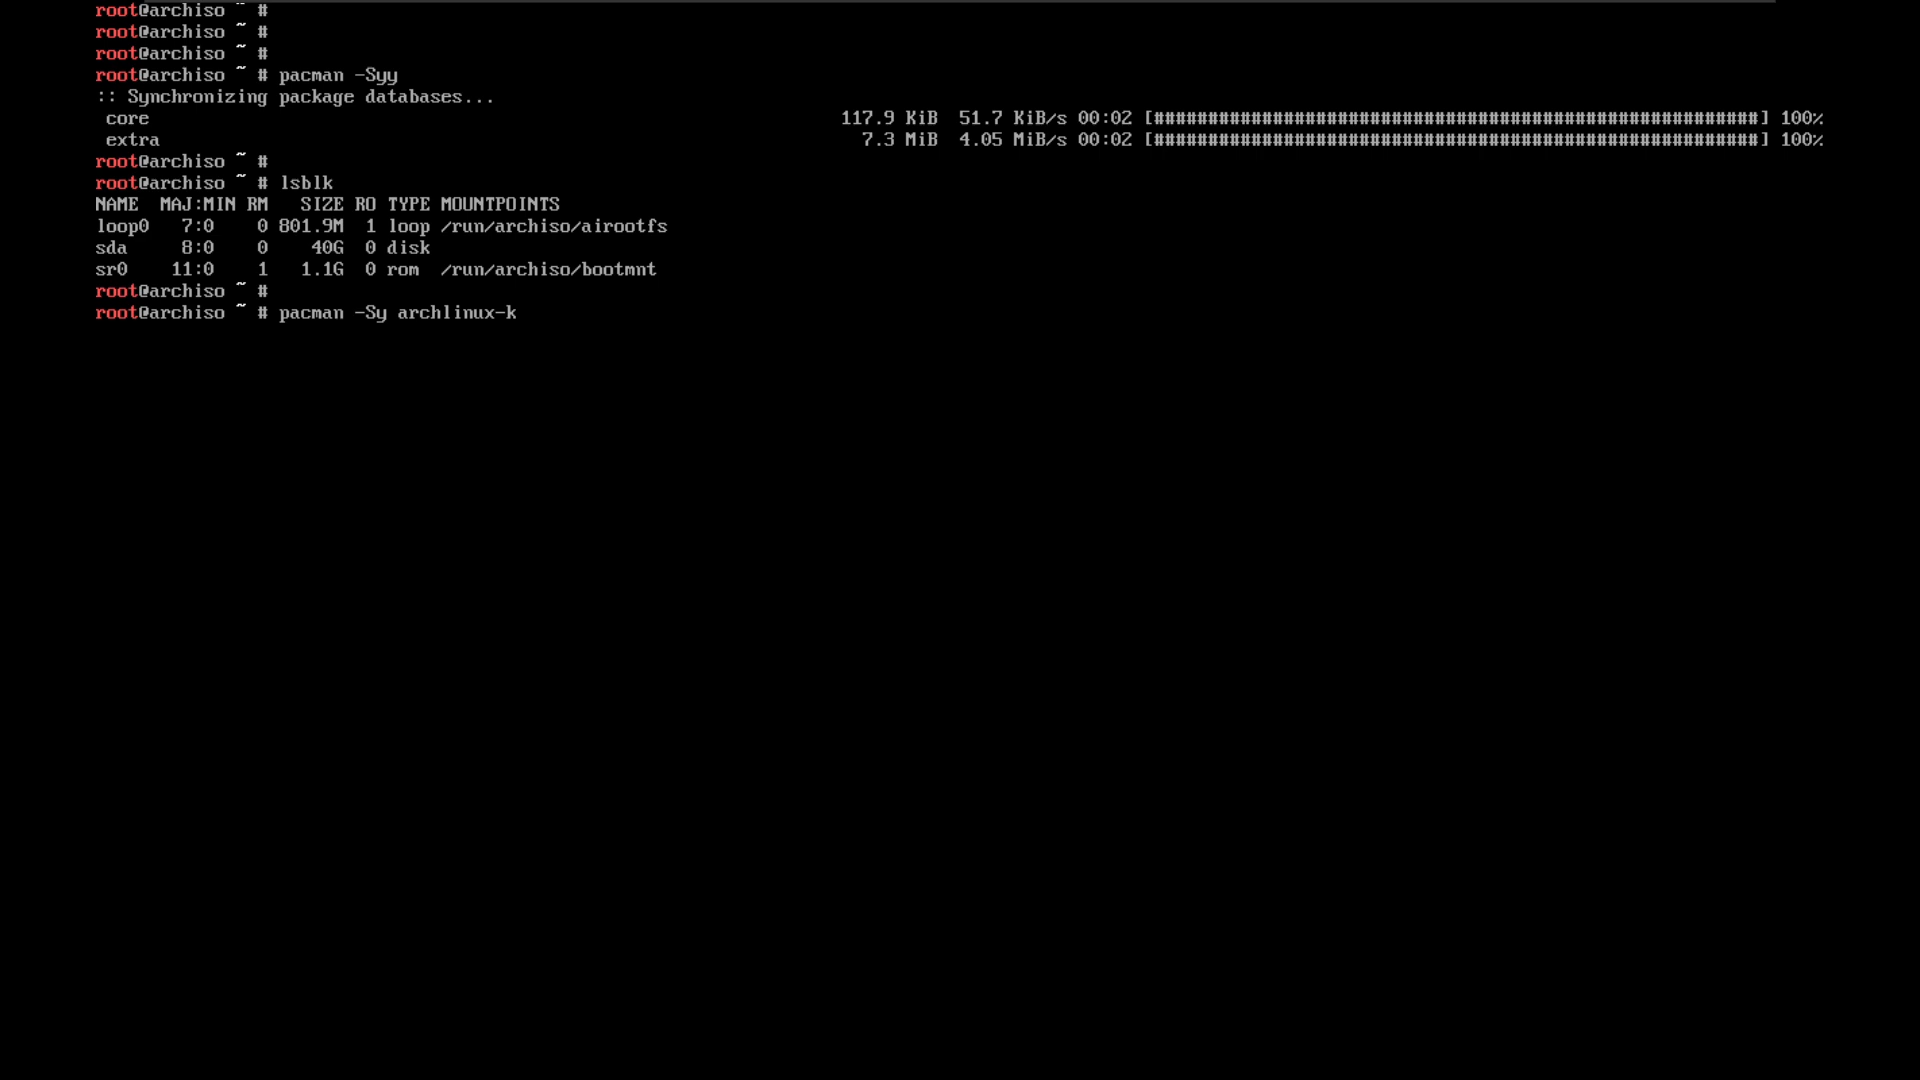 root@archiso ~ #
root@archiso ~ #
root@archiso ~ #
root@archiso ~ # pacman -Syy
:: Synchronizing package databases...
core 117.9 KiB 51.7 KiB/s 00:02 [########################################################] 100%
extra 7.3 MiB 4.05 MiB/s 00:02 [########################################################] 100%
root@archiso ~ #
root@archiso ~ # lsblk
NAME MAJ:MIN RM SIZE RO TYPE MOUNTPOINTS
loop0 7:0 0 801.9M 1 loop /run/archiso/airootfs
sda 8:0 0 40G 0 disk
sr0 11:0 1 1.1G 0 rom /run/archiso/bootmnt
root@archiso ~ #
root@archiso ~ # pacman -Sy archlinux-k